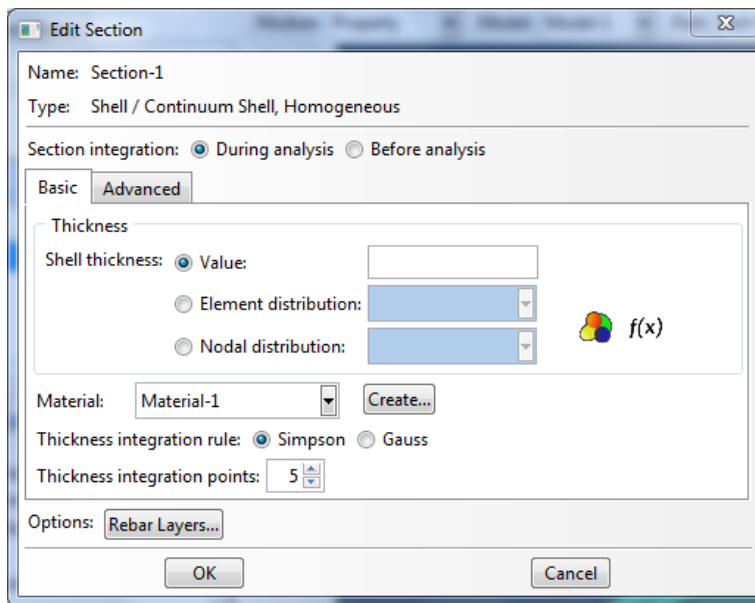 Edit Section
Name: Section-1
Type: Shell / Continuum Shell, Homogeneous
Section integration: During analysis Before analysis
Basic Advanced
Thickness
Shell thickness: Value:
Element distribution:
f(x)
Nodal distribution:
Material: Material-1 Create...
Thickness integration rule: Simpson Gauss
Thickness integration points: 5
Options: Rebar Layers...
OK Cancel